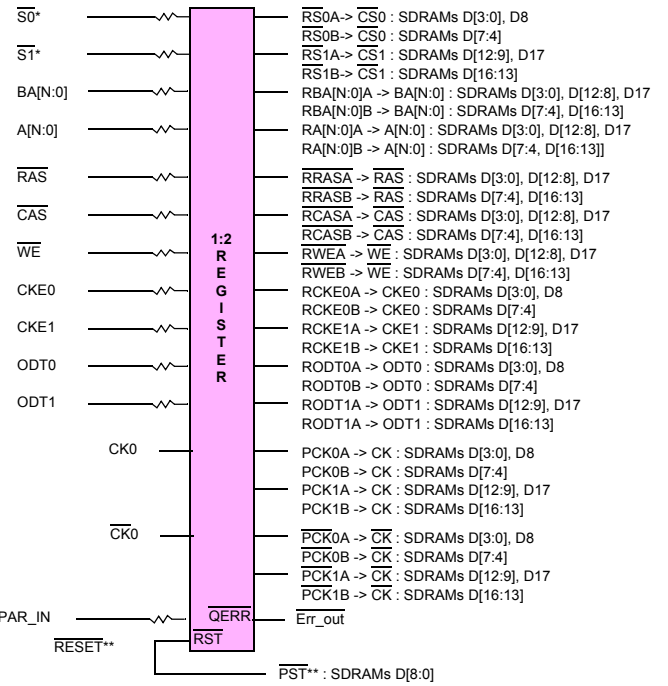 S0*
RS0A-> CS0 : SDRAMs D[3:0], D8
RS0B-> CS0 : SDRAMs D[7:4]
S1*
RS1A-> CS1 : SDRAMs D[12:9], D17
RS1B-> CS1 : SDRAMs D[16:13]
BA[N:0]
RBA[N:0]A -> BA[N:0] : SDRAMs D[3:0], D[12:8], D17
RBA[N:0]B -> BA[N:0] : SDRAMs D[7:4], D[16:13]
A[N:0]
RA[N:0]A -> A[N:0] : SDRAMs D[3:0], D[12:8], D17
RA[N:0]B -> A[N:0] : SDRAMs D[7:4, D[16:13]]
RAS
RRASA -> RAS : SDRAMs D[3:0], D[12:8], D17
RRASB -> RAS : SDRAMs D[7:4], D[16:13]
CAS
RCASA -> CAS : SDRAMs D[3:0], D[12:8], D17
RCASB -> CAS : SDRAMs D[7:4], D[16:13]
WE
RWEA -> WE : SDRAMs D[3:0], D[12:8], D17
RWEB -> WE : SDRAMs D[7:4], D[16:13]
CKE0
RCKE0A -> CKE0 : SDRAMs D[3:0], D8
RCKE0B -> CKE0 : SDRAMs D[7:4]
CKE1
RCKE1A -> CKE1 : SDRAMs D[12:9], D17
RCKE1B -> CKE1 : SDRAMs D[16:13]
ODT0
RODT0A -> ODT0 : SDRAMs D[3:0], D8
RODT0B -> ODT0 : SDRAMs D[7:4]
ODT1
RODT1A -> ODT1 : SDRAMs D[12:9], D17
RODT1A -> ODT1 : SDRAMs D[16:13]
1:2
REGISTER
CK0
PCK0A -> CK : SDRAMs D[3:0], D8
PCK0B -> CK : SDRAMs D[7:4]
PCK1A -> CK : SDRAMs D[12:9], D17
PCK1B -> CK : SDRAMs D[16:13]
CK0
PCK0A -> CK : SDRAMs D[3:0], D8
PCK0B -> CK : SDRAMs D[7:4]
PCK1A -> CK : SDRAMs D[12:9], D17
PCK1B -> CK : SDRAMs D[16:13]
PAR_IN
QERR
Err_out
RESET**
RST
PST** : SDRAMs D[8:0]